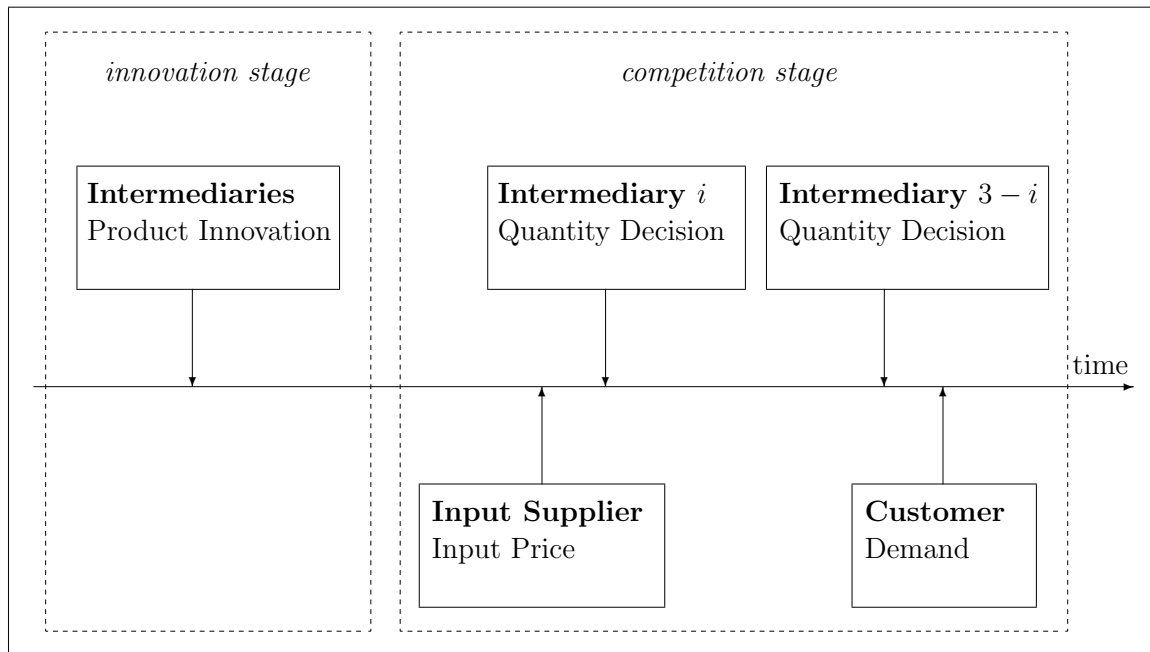 innovation stage
competition stage
Intermediaries
Product Innovation
Intermediary i
Quantity Decision
Intermediary 3 − i
Quantity Decision
time
Input Supplier
Input Price
Customer
Demand